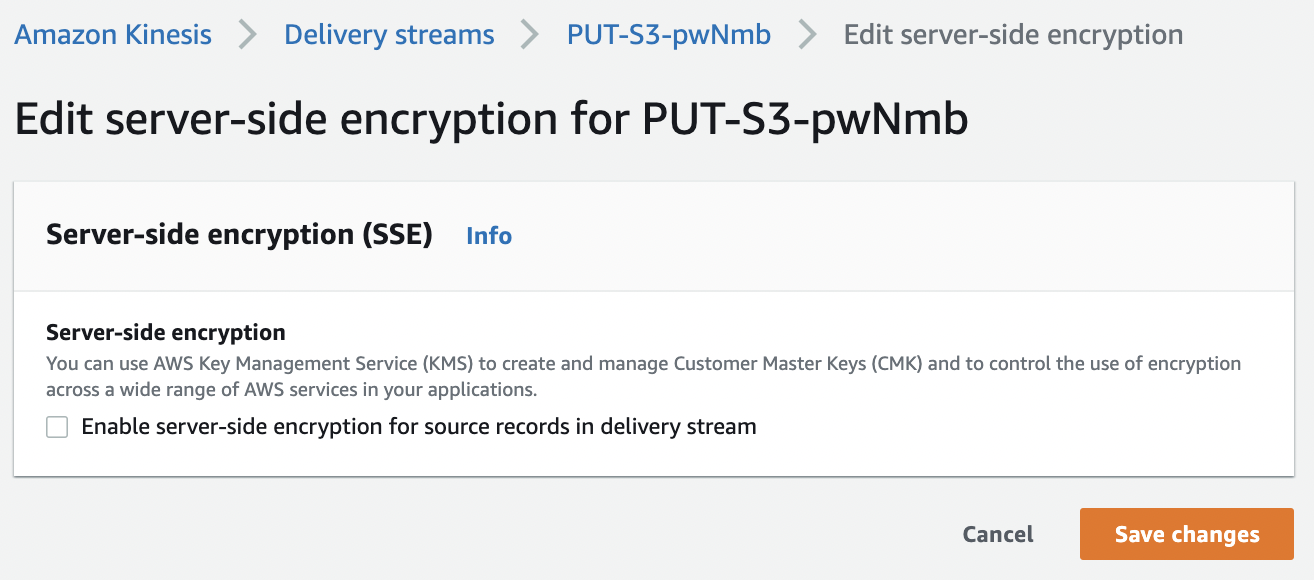 Amazon Kinesis > Delivery streams > PUT-S3-pwNmb > Edit server-side encryption
Edit server-side encryption for PUT-S3-pwNmb
Server-side encryption (SSE) Info
Server-side encryption
You can use AWS Key Management Service (KMS) to create and manage Customer Master Keys (CMK) and to control the use of encryption
across a wide range of AWS services in your applications.
Enable server-side encryption for source records in delivery stream
Cancel Save changes